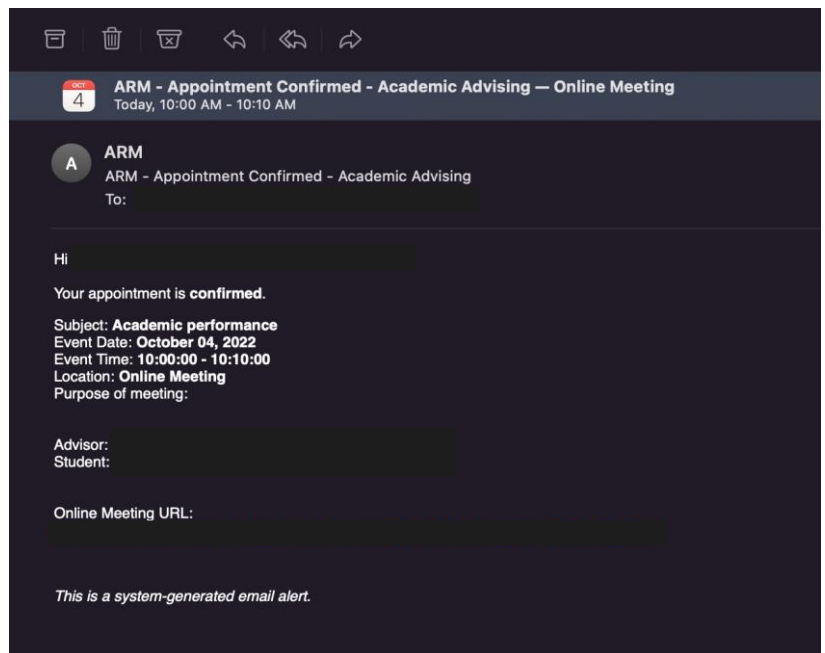 OCT
4
ARM - Appointment Confirmed - Academic Advising — Online Meeting
Today, 10:00 AM - 10:10 AM
A
ARM
ARM - Appointment Confirmed - Academic Advising
To:
Hi
Your appointment is confirmed.
Subject: Academic performance
Event Date: October 04, 2022
Event Time: 10:00:00 - 10:10:00
Location: Online Meeting
Purpose of meeting:
Advisor:
Student:
Online Meeting URL:
This is a system-generated email alert.